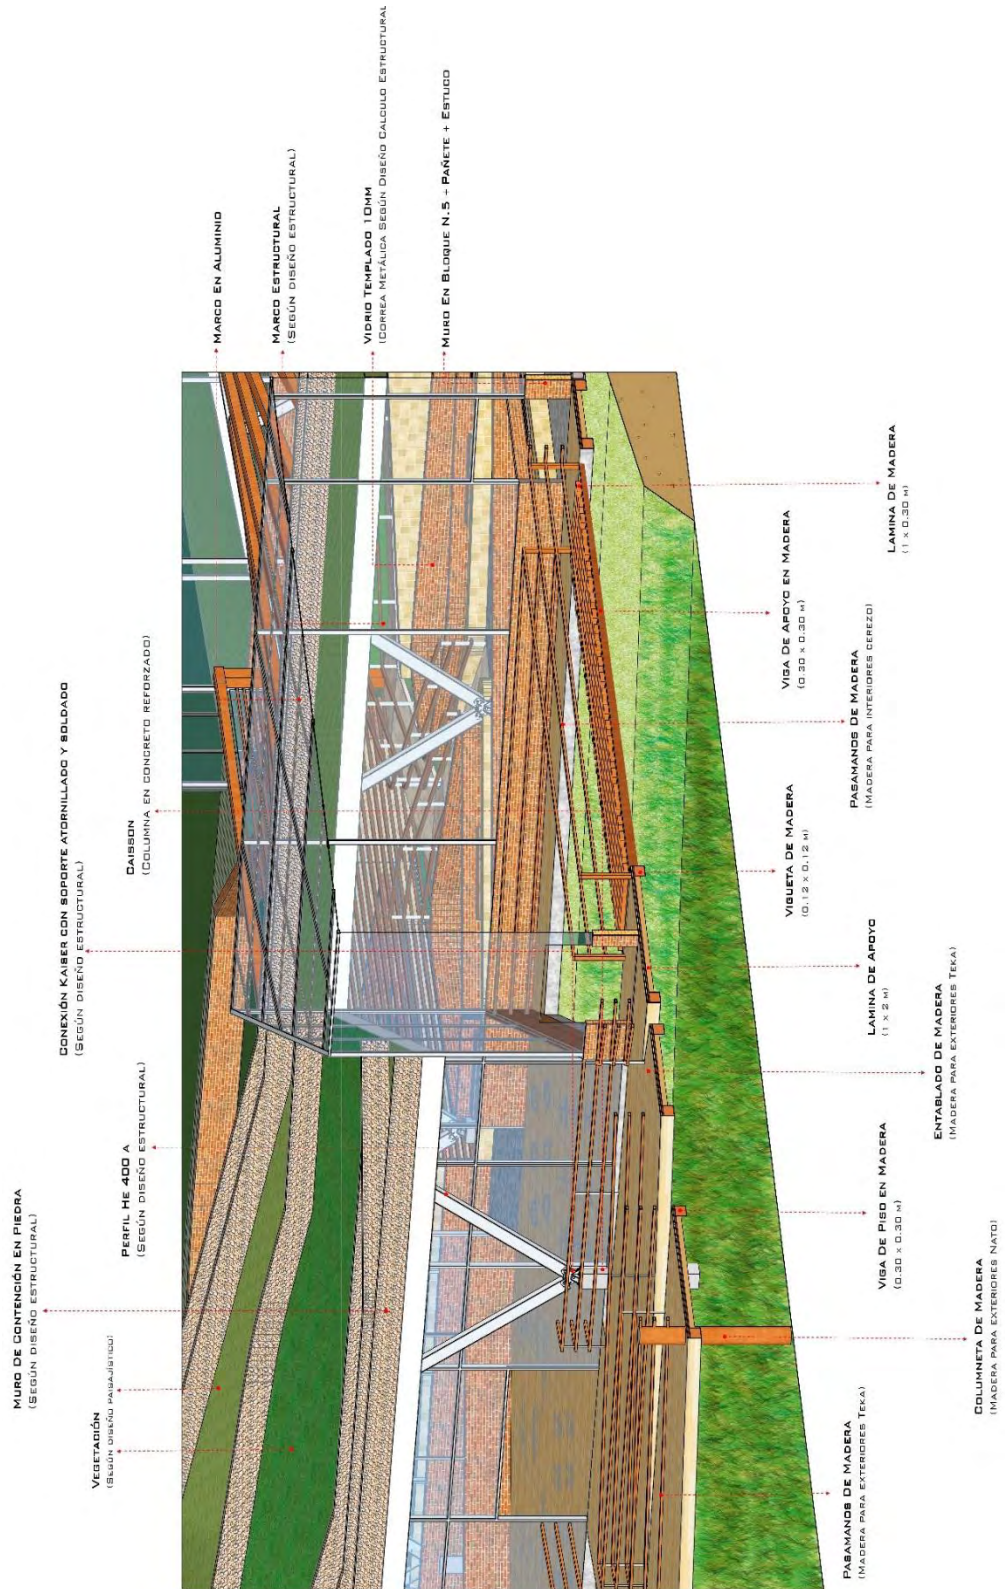 MURO DE CONTENCIÓN EN PIEDRA
(SEGÚN DISEÑO ESTRUCTURAL)
CONEXIÓN KAISER CON SOPORTE ATORNILLADO Y SOLDADO
(SEGÚN DISEÑO ESTRUCTURAL)
VEGETACIÓN
(SEGÚN DISEÑO PAISAJÍSTICO)
PERFIL HE 400 A
(SEGÚN DISEÑO ESTRUCTURAL)
CAISSON
(COLUMNA EN CONCRETO REFORZADO)
MARCO EN ALUMINIO
MARCO ESTRUCTURAL
(SEGÚN DISEÑO ESTRUCTURAL)
VIDRIO TEMPLADO 10MM
(CORREA METÁLICA SEGÚN DISEÑO CALCULO ESTRUCTURAL
MURO EN BLOQUE N.5 + PAÑETE + ESTUCO
PASAMANOS DE MADERA
(MADERA PARA EXTERIORES TEKA)
COLUMNETA DE MADERA
(MADERA PARA EXTERIORES NATO)
VIGA DE PISO EN MADERA
(0.30 X 0.30 M)
ENTABLADO DE MADERA
(MADERA PARA EXTERIORES TEKA)
LAMINA DE APOYO
(1 X 2 M)
VIGUETA DE MADERA
(0.12 X 0.12 M)
PASAMANOS DE MADERA
(MADERA PARA INTERIORES CEREZO)
VIGA DE APOYO EN MADERA
(0.30 X 0.30 M)
LAMINA DE MADERA
(1 X 0.30 M)